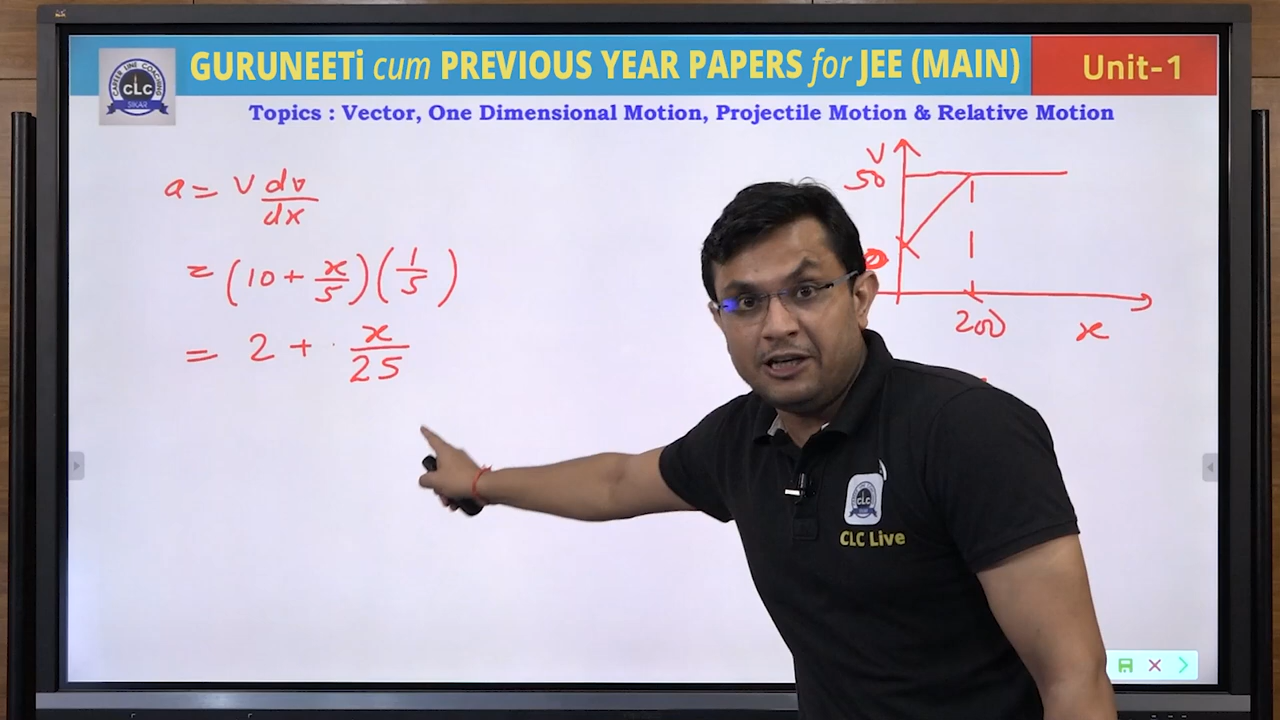 GURUNEETi cum PREVIOUS YEAR PAPERS for JEE (MAIN)
Unit-1
CAREER LINE COACHING
CLC
SIKAR
Topics : Vector, One Dimensional Motion, Projectile Motion & Relative Motion
a = v dv/dx
= (10 + x/5)(1/5)
= 2 + x/25
V
50
200
x
CLC
CLC Live